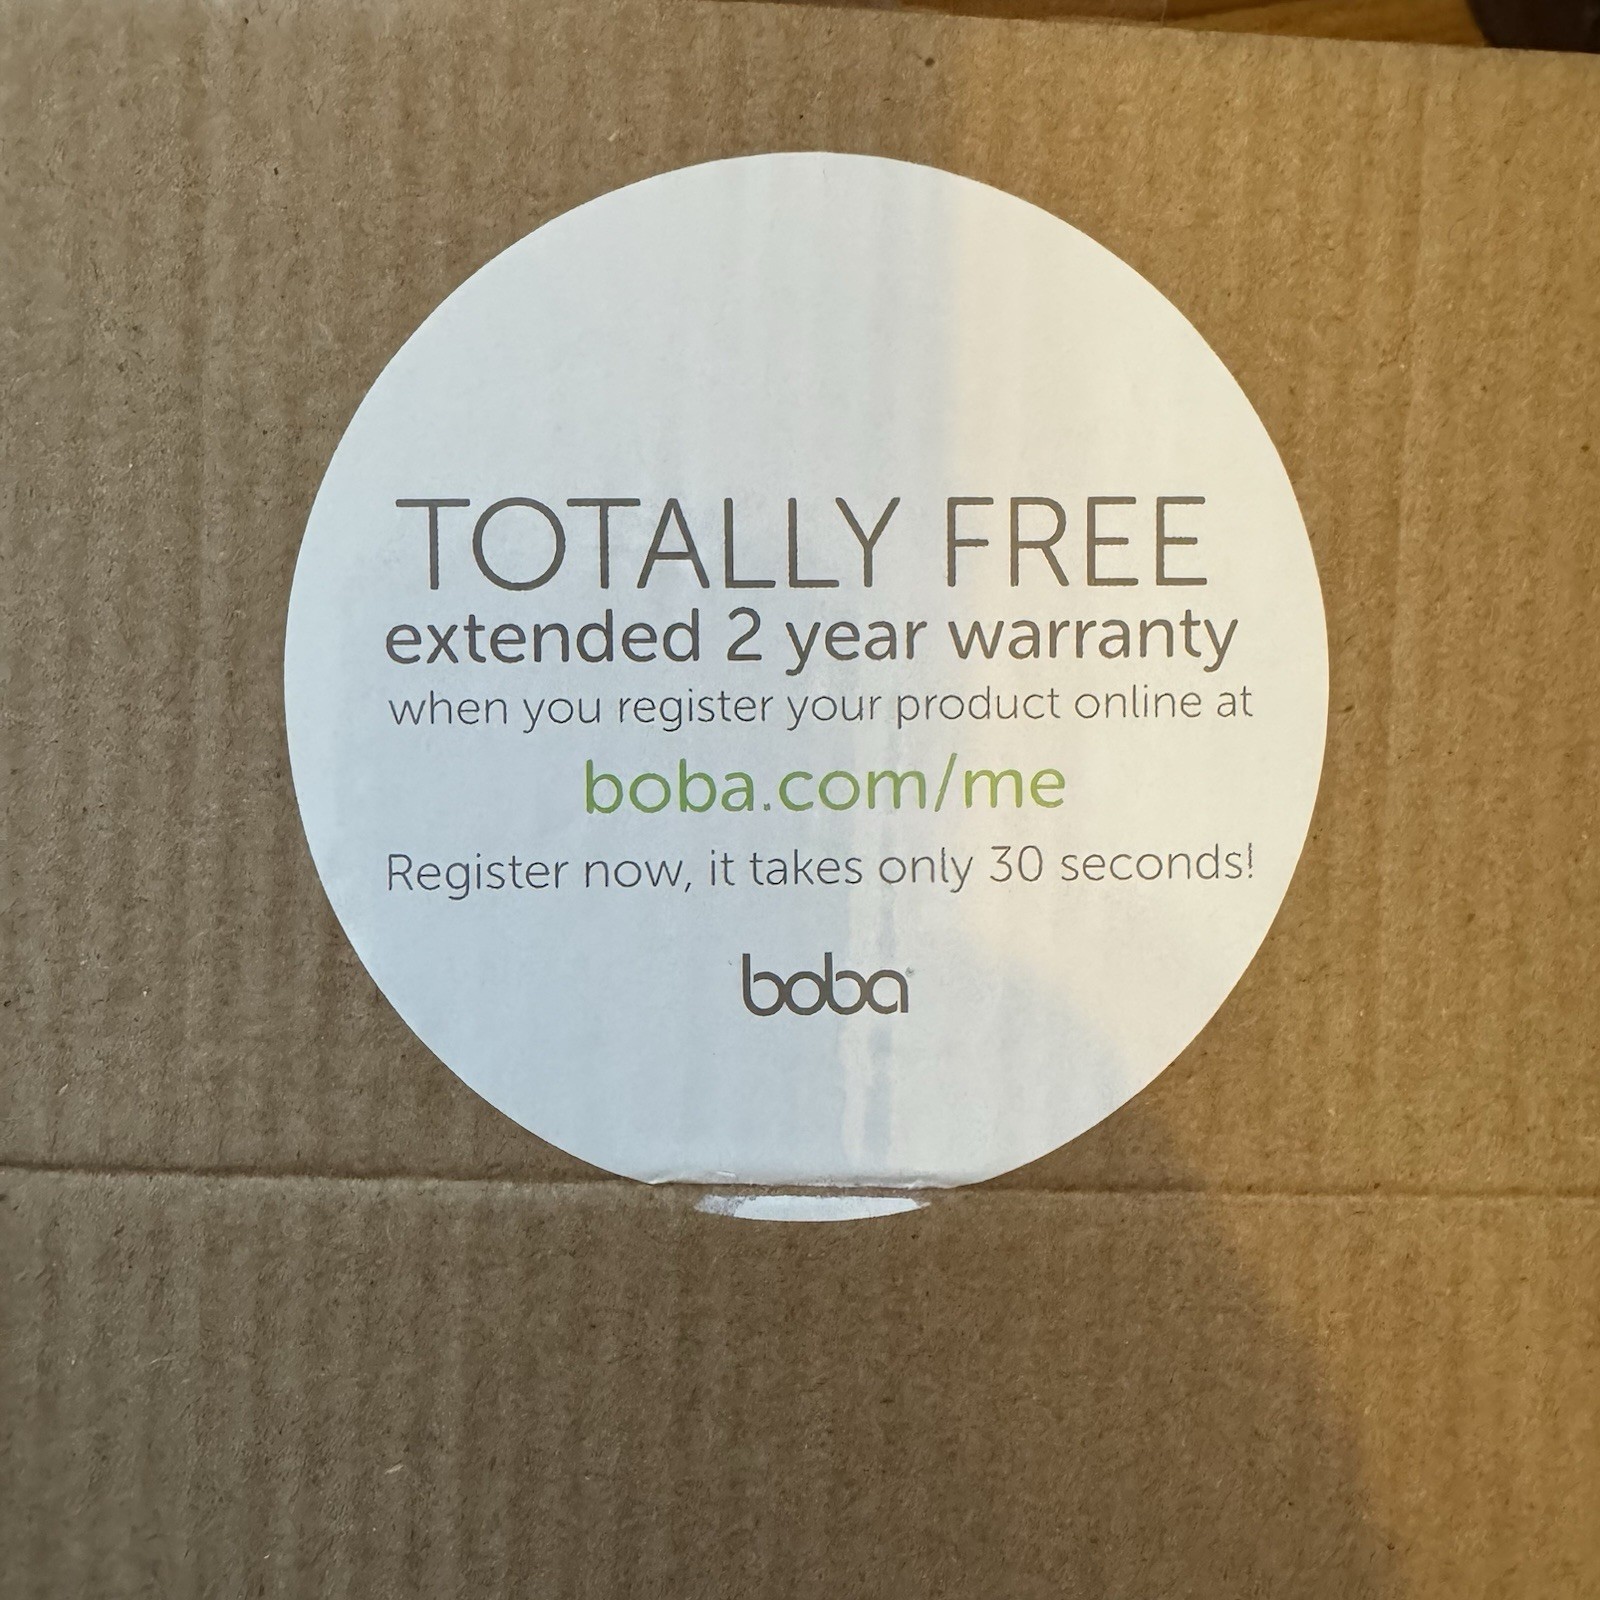 TOTALLY FREE
extended 2 year warranty
when you register your product online at
boba.com/me
Register now, it takes only 30 seconds!
boba